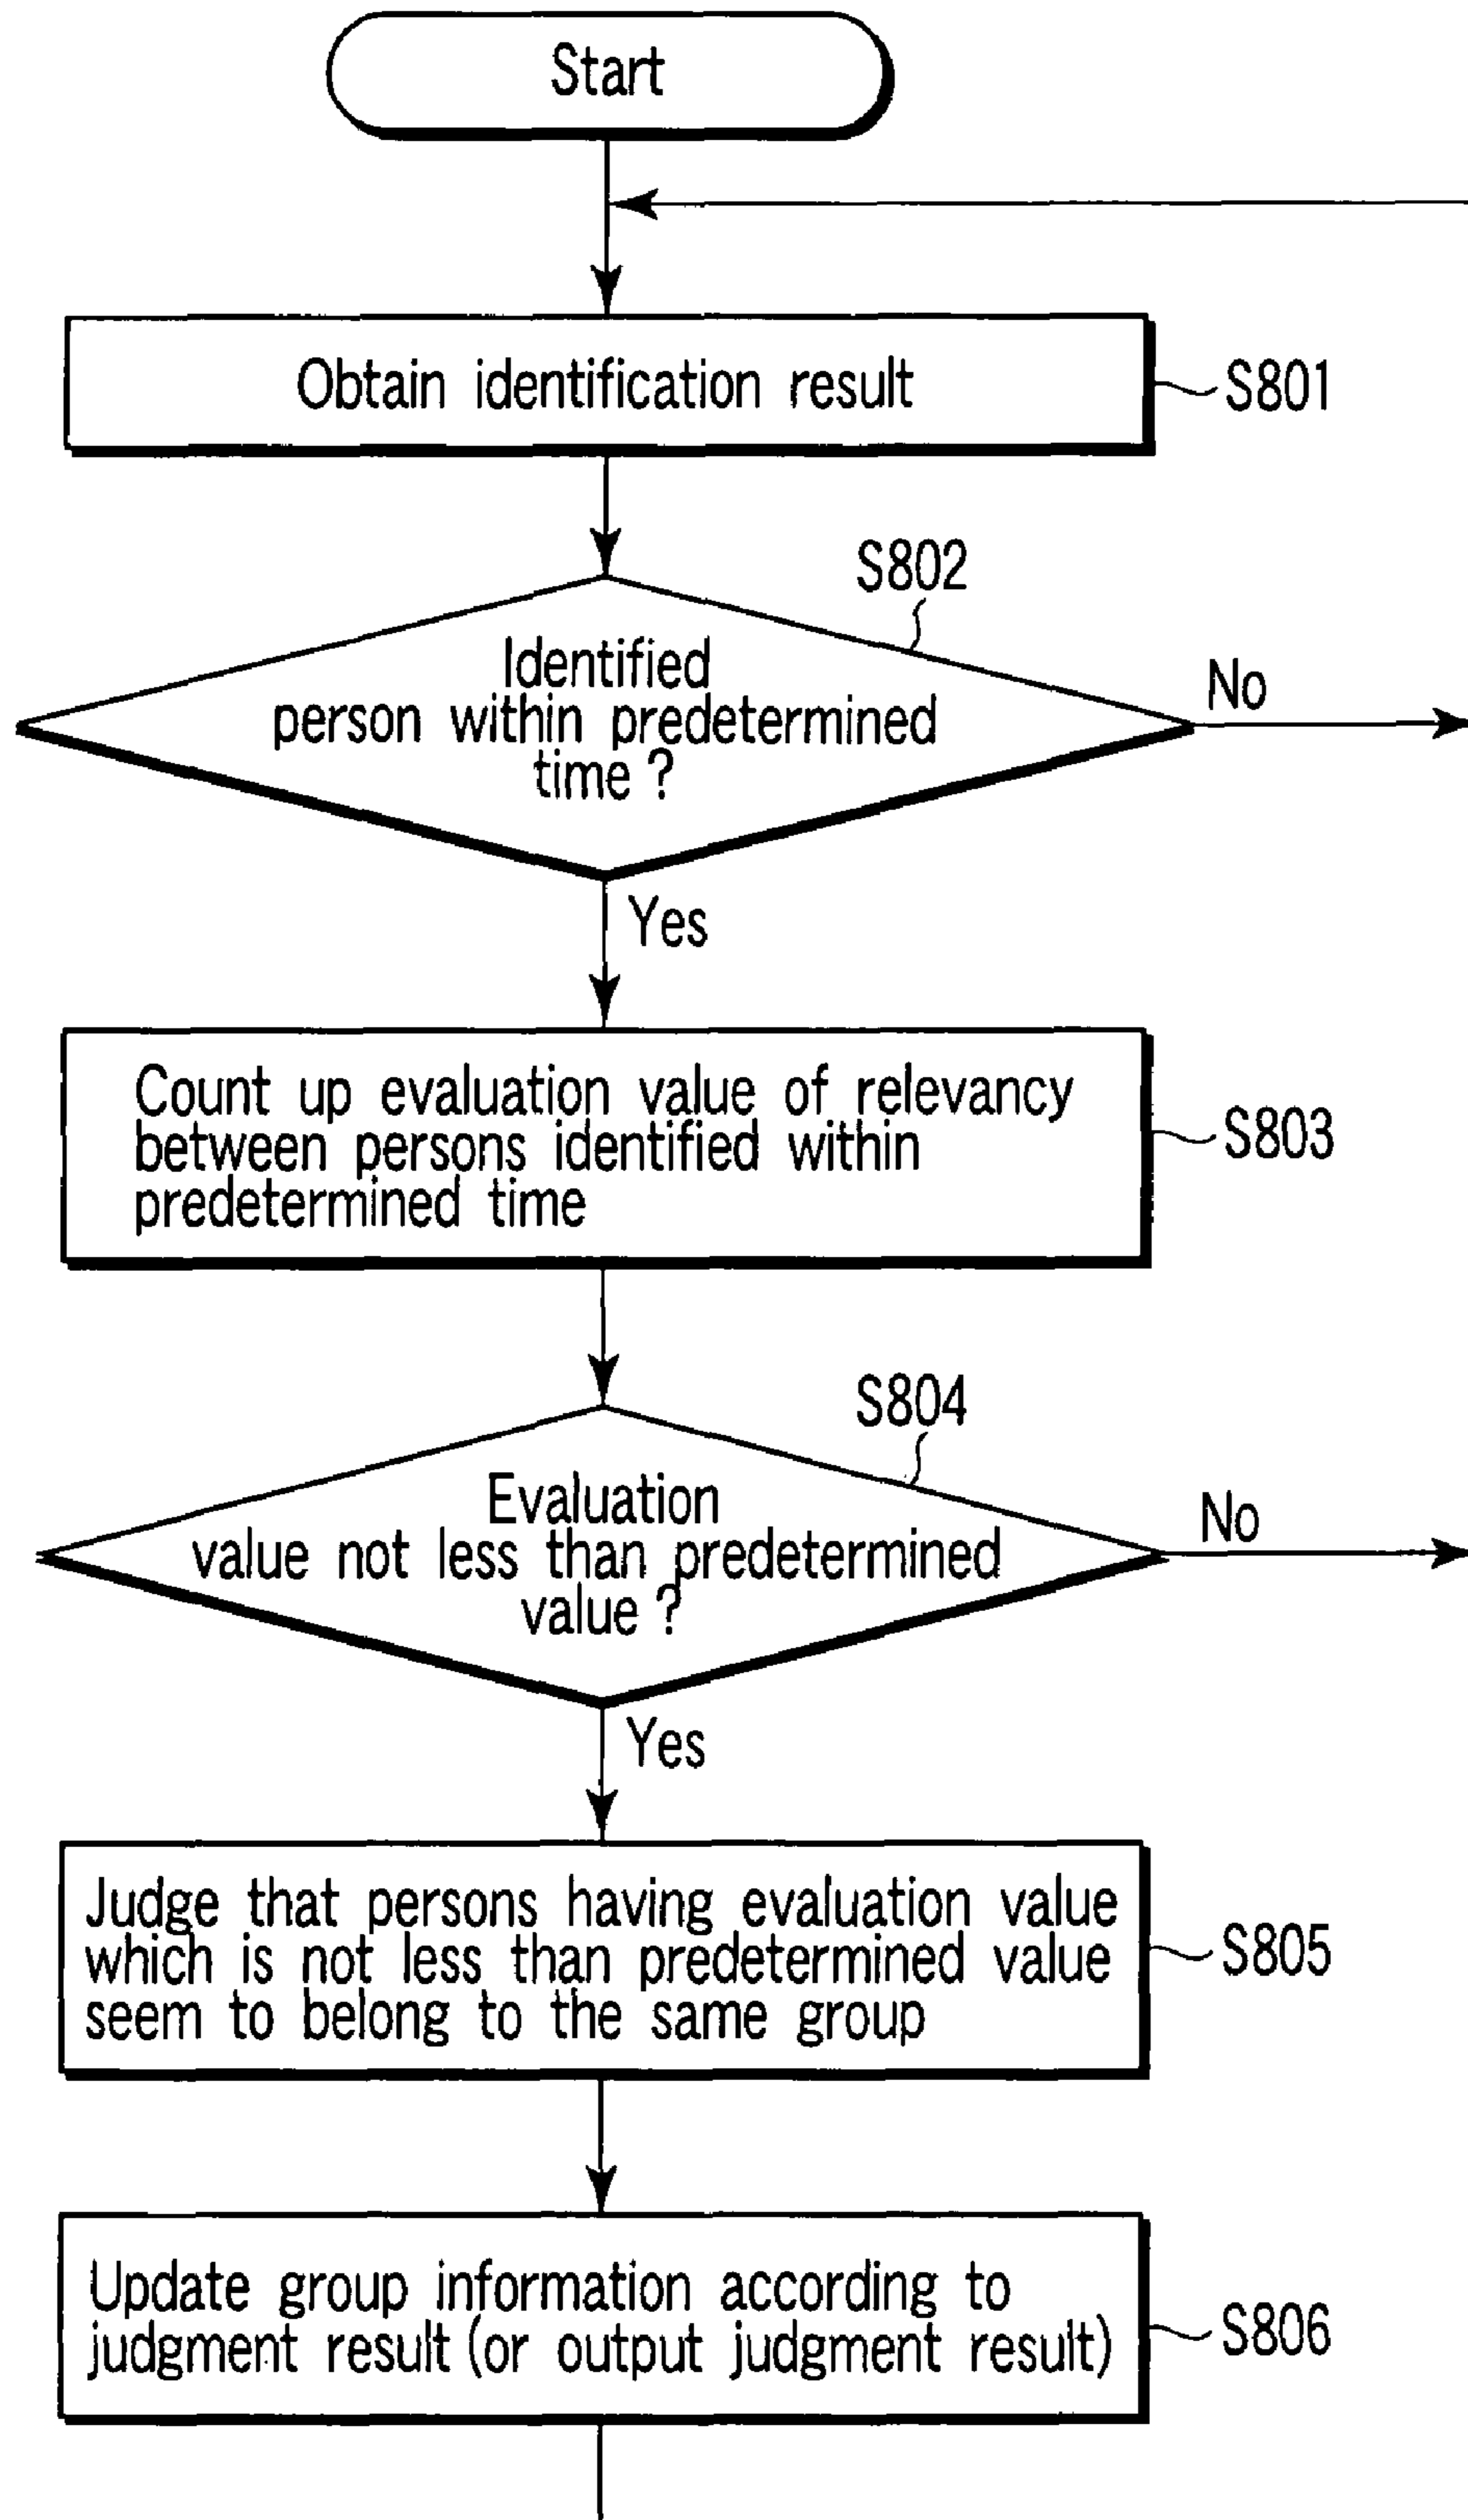 Start
Obtain identification result
S801
S802
Identified
person within predetermined
time ?
No
Yes
Count up evaluation value of relevancy
between persons identified within
predetermined time
S803
S804
Evaluation
value not less than predetermined
value ?
No
Yes
Judge that persons having evaluation value
which is not less than predetermined value
seem to belong to the same group
S805
Update group information according to
judgment result (or output judgment result)
S806